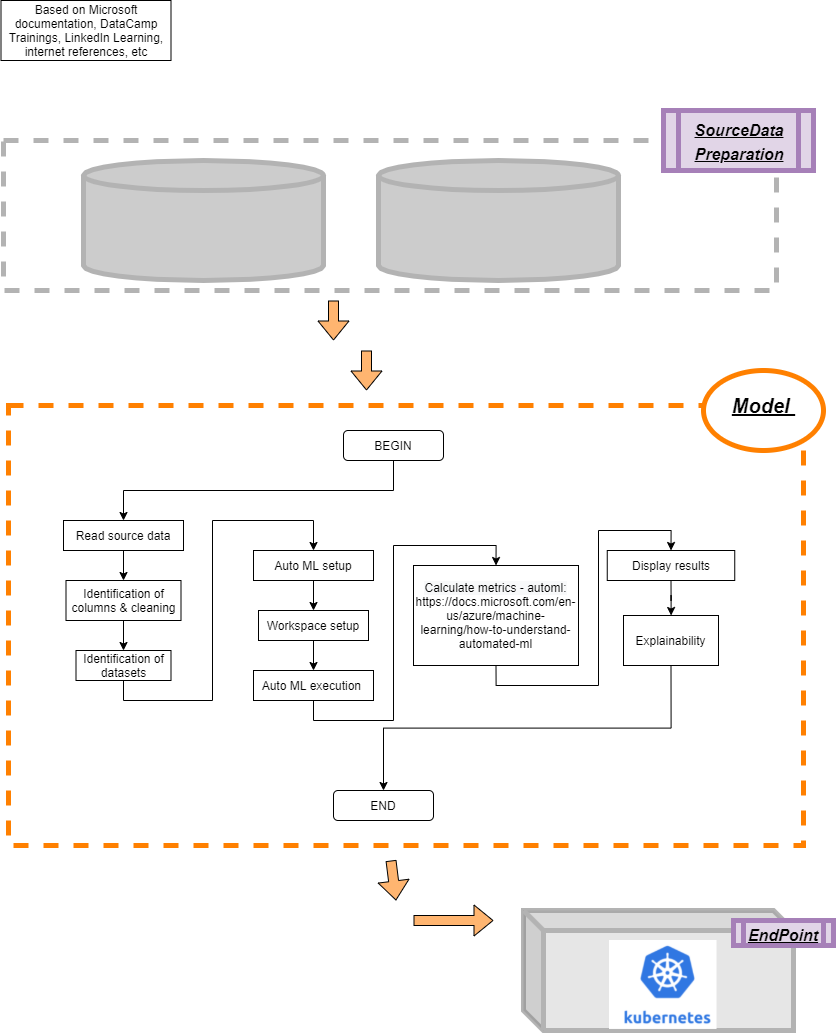 Based on Microsoft
documentation, DataCamp
Trainings, LinkedIn Learning,
internet references, etc
SourceData
Preparation
Model
BEGIN
Read source data
Identification of
columns & cleaning
Identification of
datasets
Auto ML setup
Workspace setup
Auto ML execution
Calculate metrics - automl:
https://docs.microsoft.com/en-
us/azure/machine-
learning/how-to-understand-
automated-ml
Display results
Explainability
END
EndPoint
kubernetes